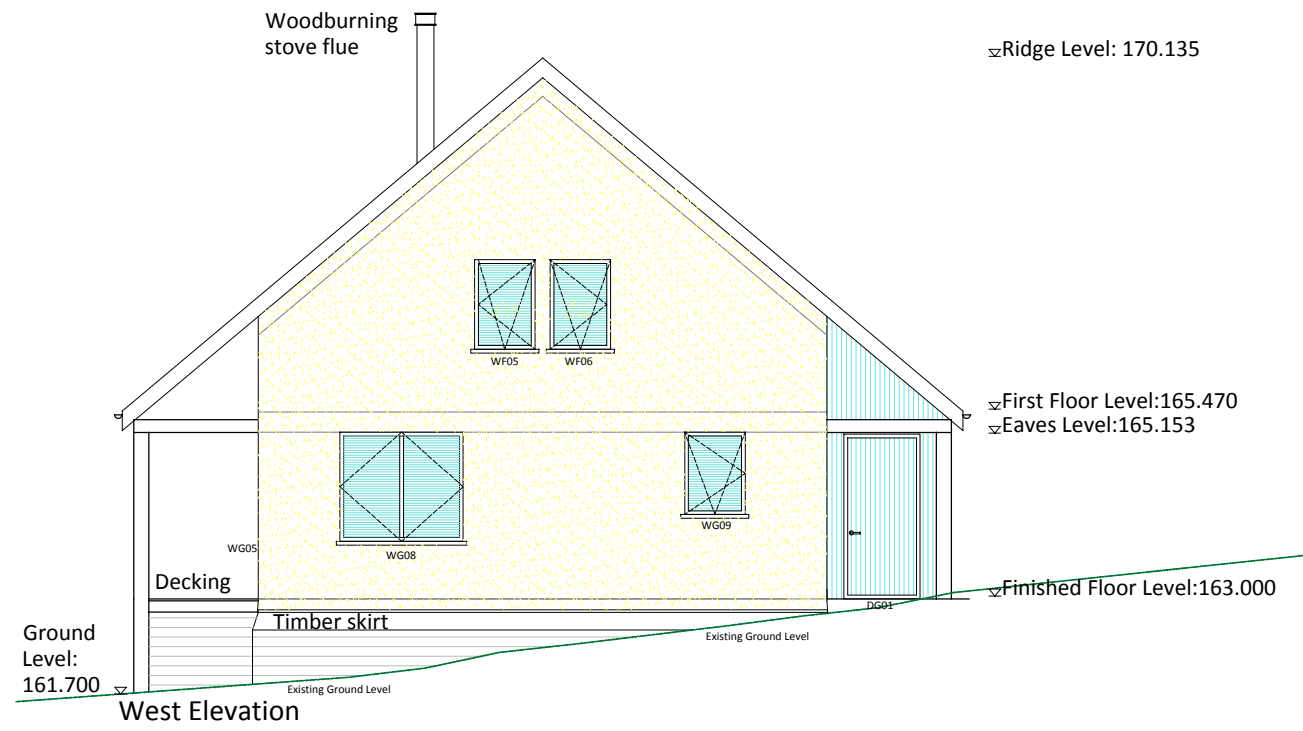 Woodburning
stove flue
Ridge Level: 170.135
WF05
WF06
First Floor Level:165.470
Eaves Level:165.153
WG09
WG05
WG08
Decking
Finished Floor Level:163.000
DG01
Timber skirt
Ground
Level:
161.700
Existing Ground Level
Existing Ground Level
West Elevation